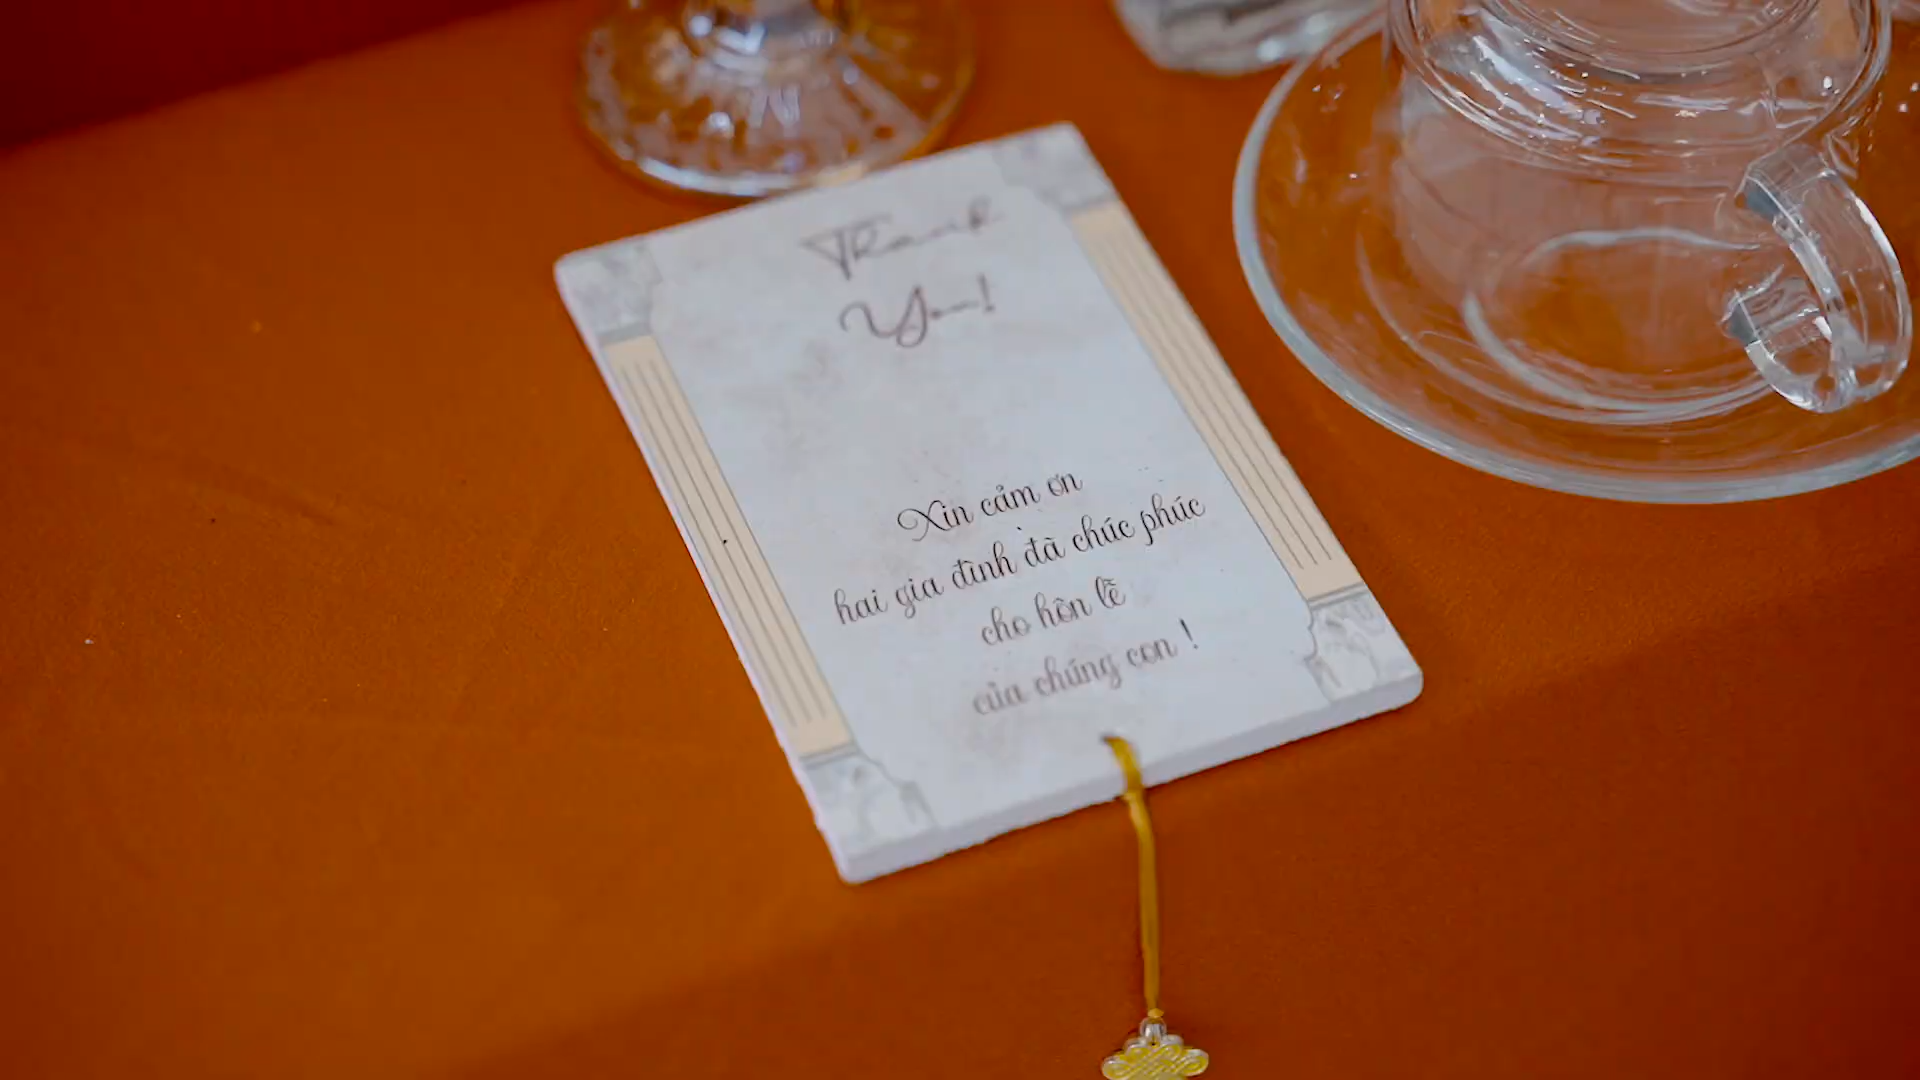 Thank
You!
Xin cảm ơn
hai gia đình đã chúc phúc
cho hôn lễ
của chúng con !